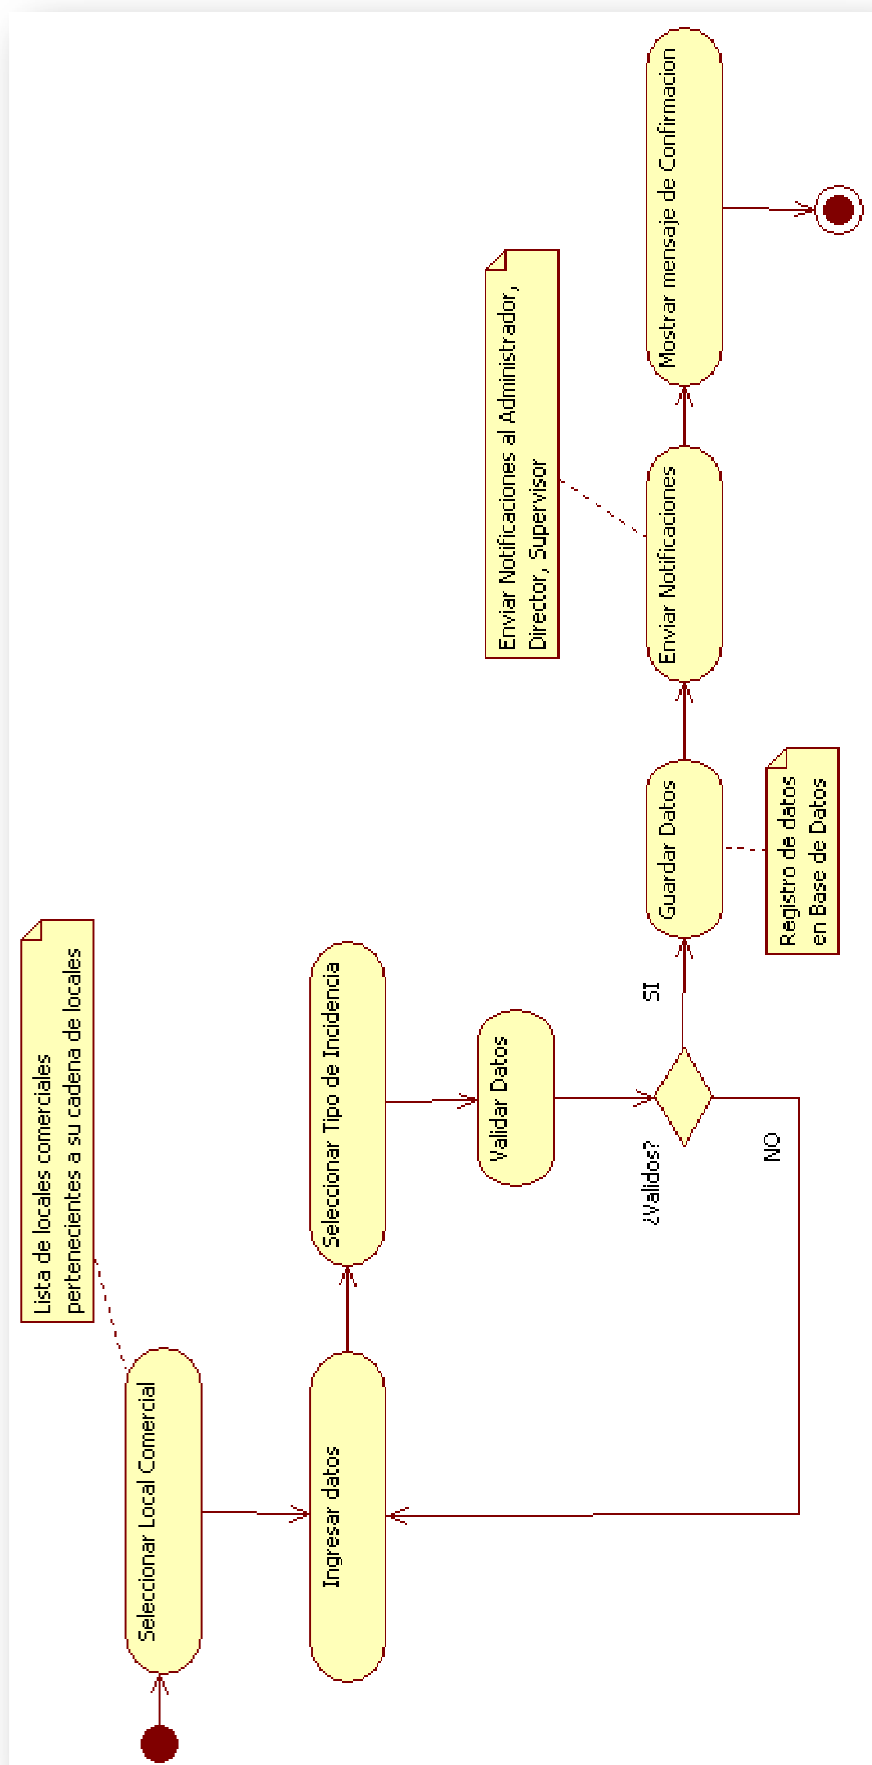 Lista de locales comerciales
pertenecientes a su cadena de locales
Seleccionar Local Comercial
Ingresar datos
Seleccionar Tipo de Incidencia
Validar Datos
¿Validos?
SI
NO
Guardar Datos
Registro de datos
en Base de Datos
Enviar Notificaciones
Enviar Notificaciones al Administrador,
Director, Supervisor
Mostrar mensaje de Confirmacion